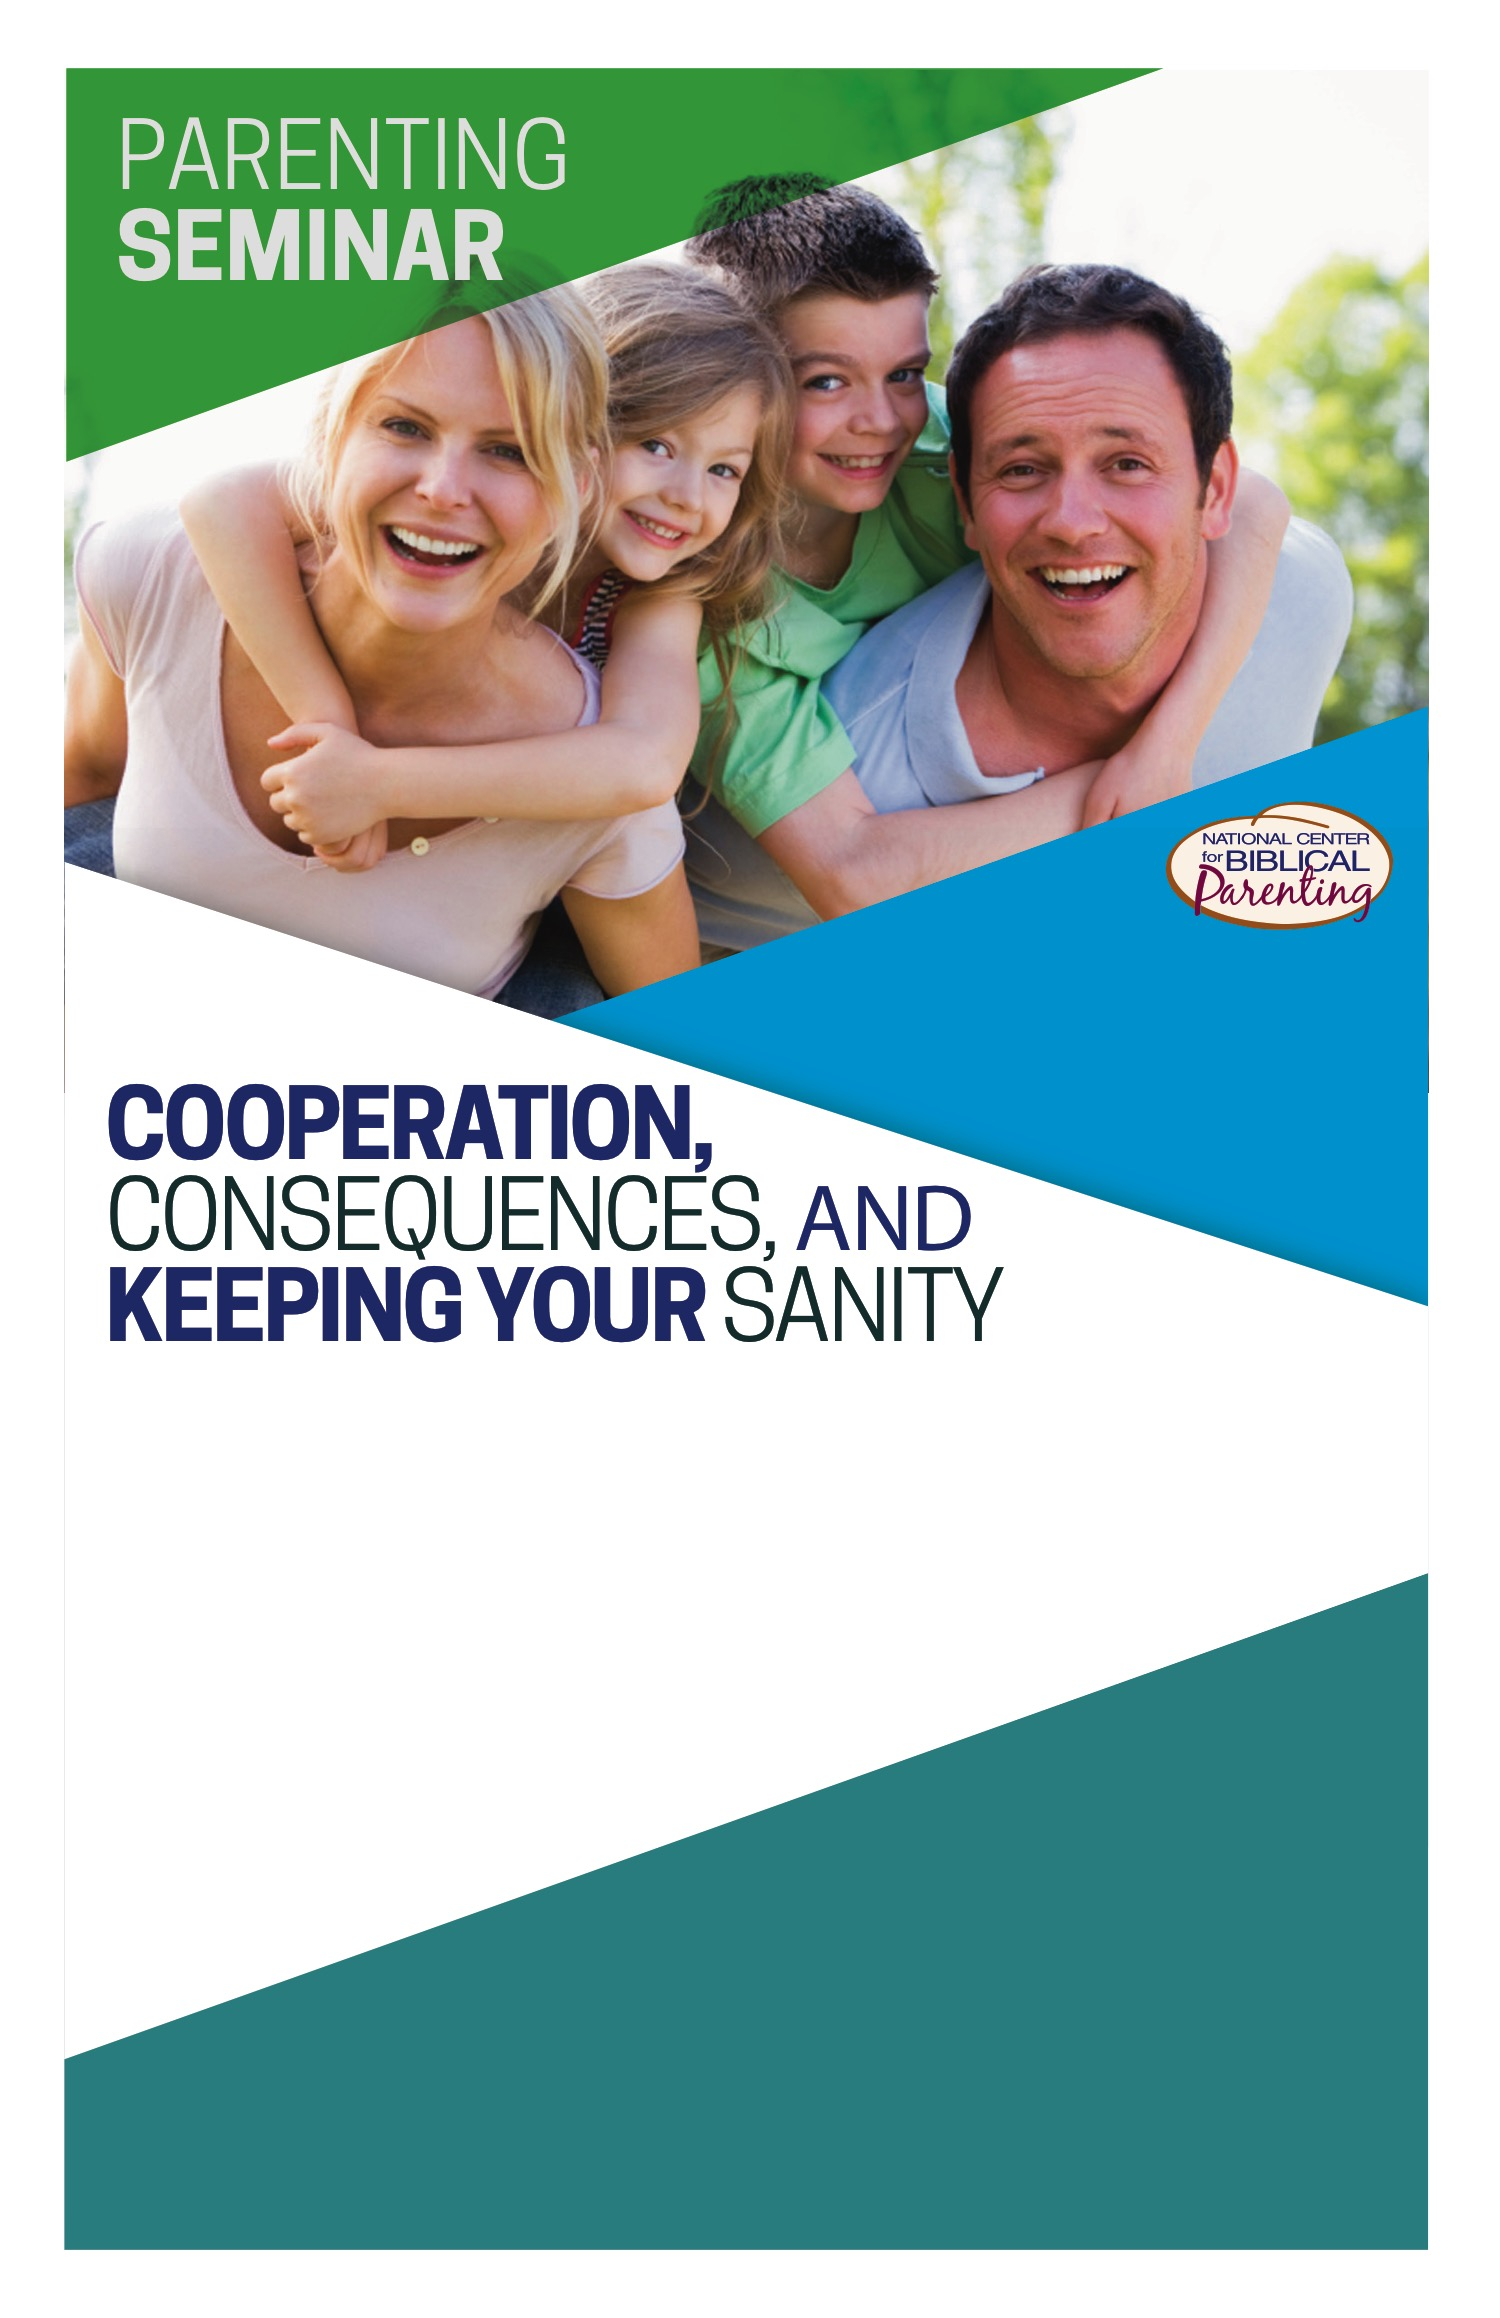 PARENTING
SEMINAR
NATIONAL CENTER
for BIBLICAL
Parenting
COOPERATION,
CONSEQUENCES, AND
KEEPING YOUR SANITY